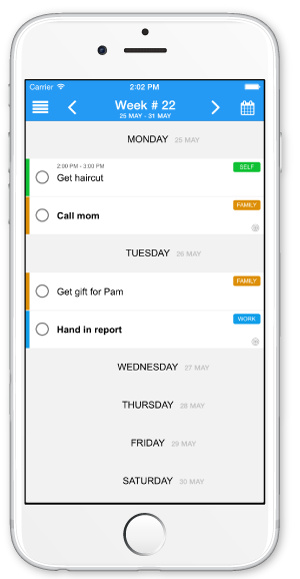 Carrier 2:02 PM
Week # 22
25 MAY - 31 MAY
MONDAY 25 MAY
2:00 PM - 3:00 PM SELF
Get haircut
FAMILY
Call mom
TUESDAY 26 MAY
FAMILY
Get gift for Pam
WORK
Hand in report
WEDNESDAY 27 MAY
THURSDAY 28 MAY
FRIDAY 29 MAY
SATURDAY 30 MAY